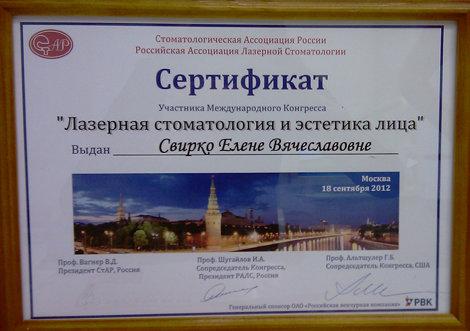 СтАР
Стоматологическая Ассоциация России
Российская Ассоциация Лазерной Стоматологии
Сертификат
Участника Международного Конгресса
"Лазерная стоматология и эстетика лица"
Выдан Свирко Елене Вячеславовне
Москва
18 сентября 2012
Проф. Вагнер В.Д.
Президент СтАР, Россия
Проф. Шугайлов И.А.
Сопредседатель Конгресса,
Президент РАЛС, Россия
Проф. Альтшулер Г.Б.
Сопредседатель Конгресса, США
Генеральный спонсор ОАО «Российская венчурная компания»
РВК